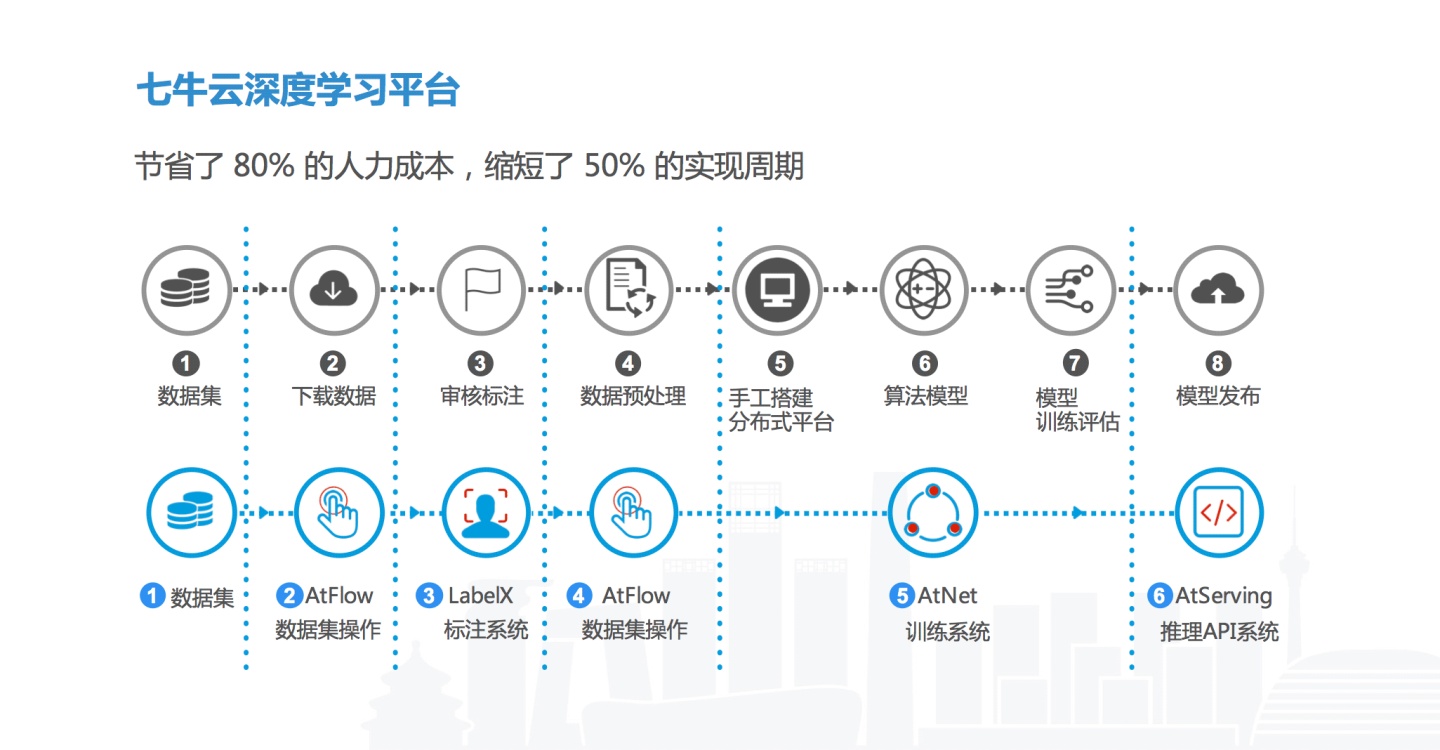 七牛云深度学习平台
节省了 80% 的人力成本，缩短了 50% 的实现周期
1 2 3 4 5 6 7 8
数据集 下载数据 审核标注 数据预处理 手工搭建 算法模型 模型 模型发布
分布式平台 训练评估
1 数据集 2 AtFlow 3 LabelX 4 AtFlow 5 AtNet 6 AtServing
数据集操作 标注系统 数据集操作 训练系统 推理API系统